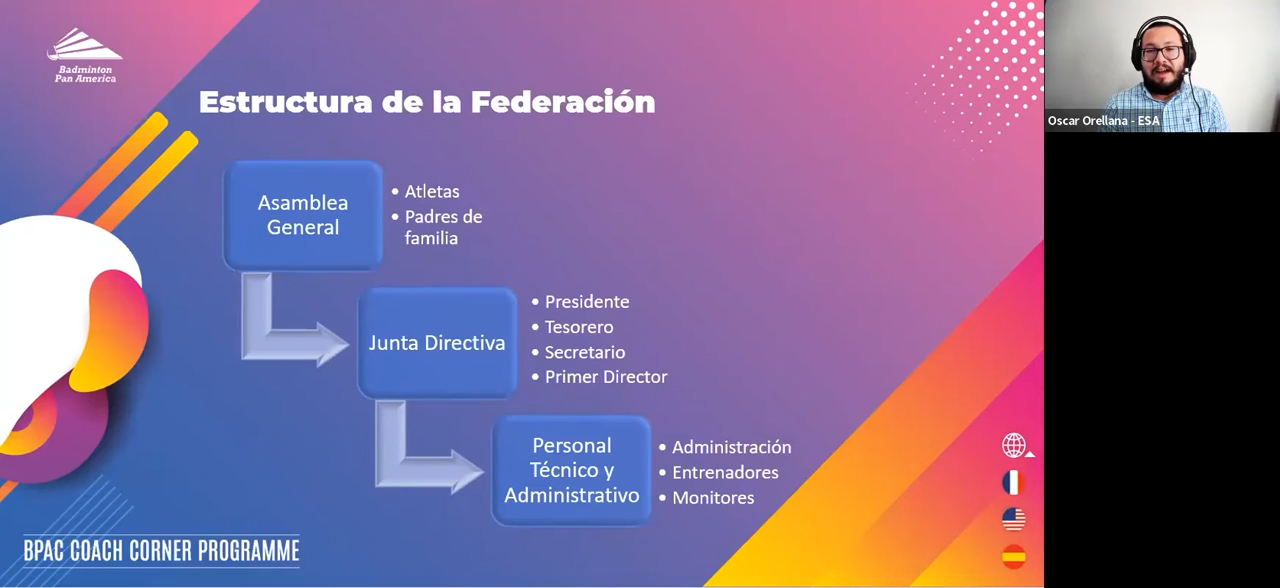 Badminton
Pan America
Estructura de la Federación
Asamblea
General
• Atletas
• Padres de
familia
Junta Directiva
• Presidente
• Tesorero
• Secretario
• Primer Director
Personal
Técnico y
Administrativo
• Administración
• Entrenadores
• Monitores
BPAC COACH CORNER PROGRAMME
Oscar Orellana - ESA